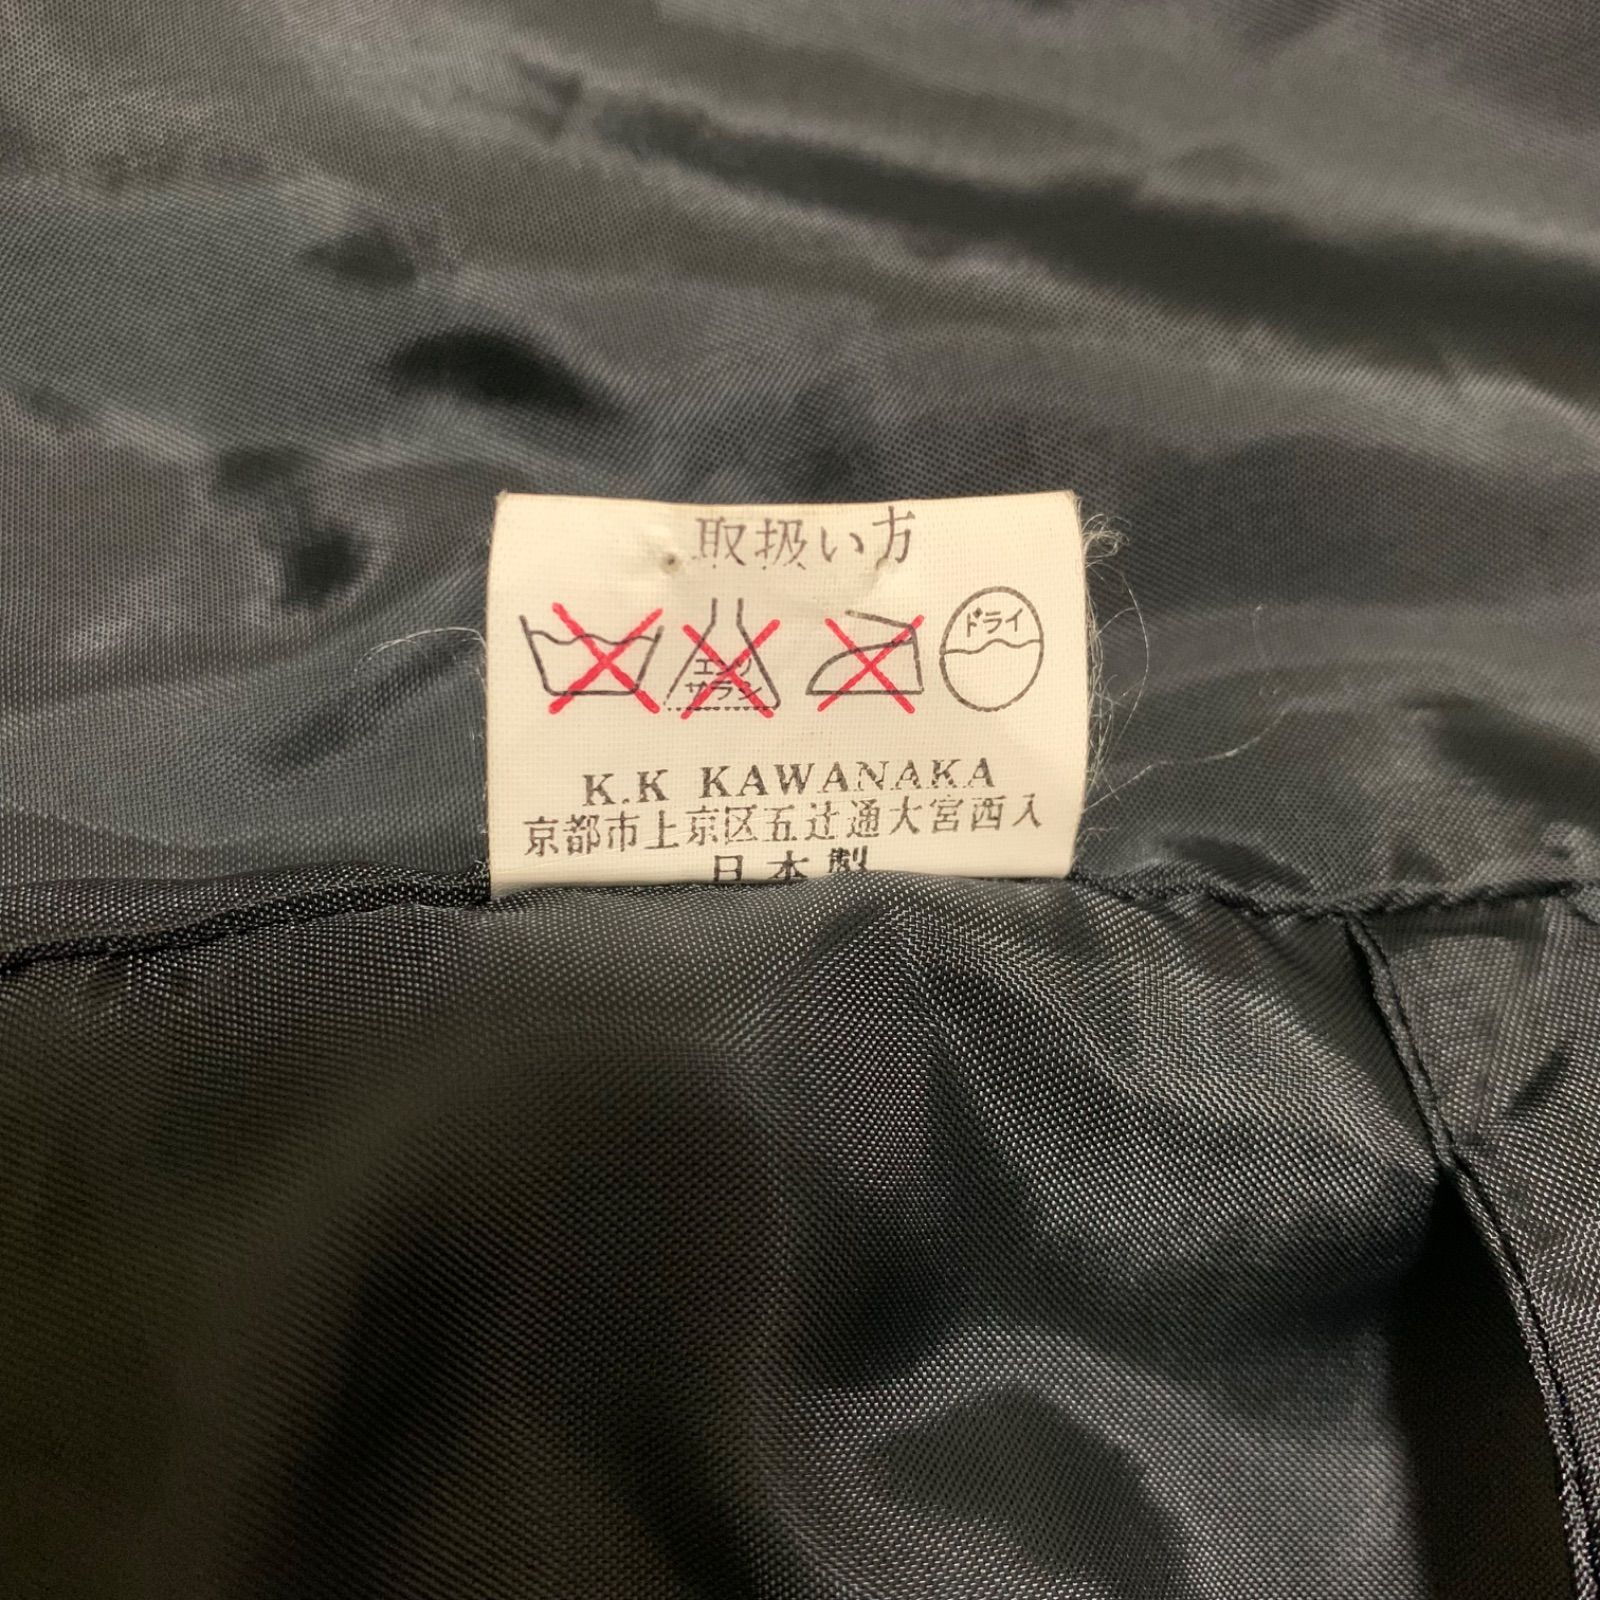 取扱い方
エンソ
サラシ
ドライ
K.K KAWANAKA
京都市上京区五辻通大宮西入
日本製